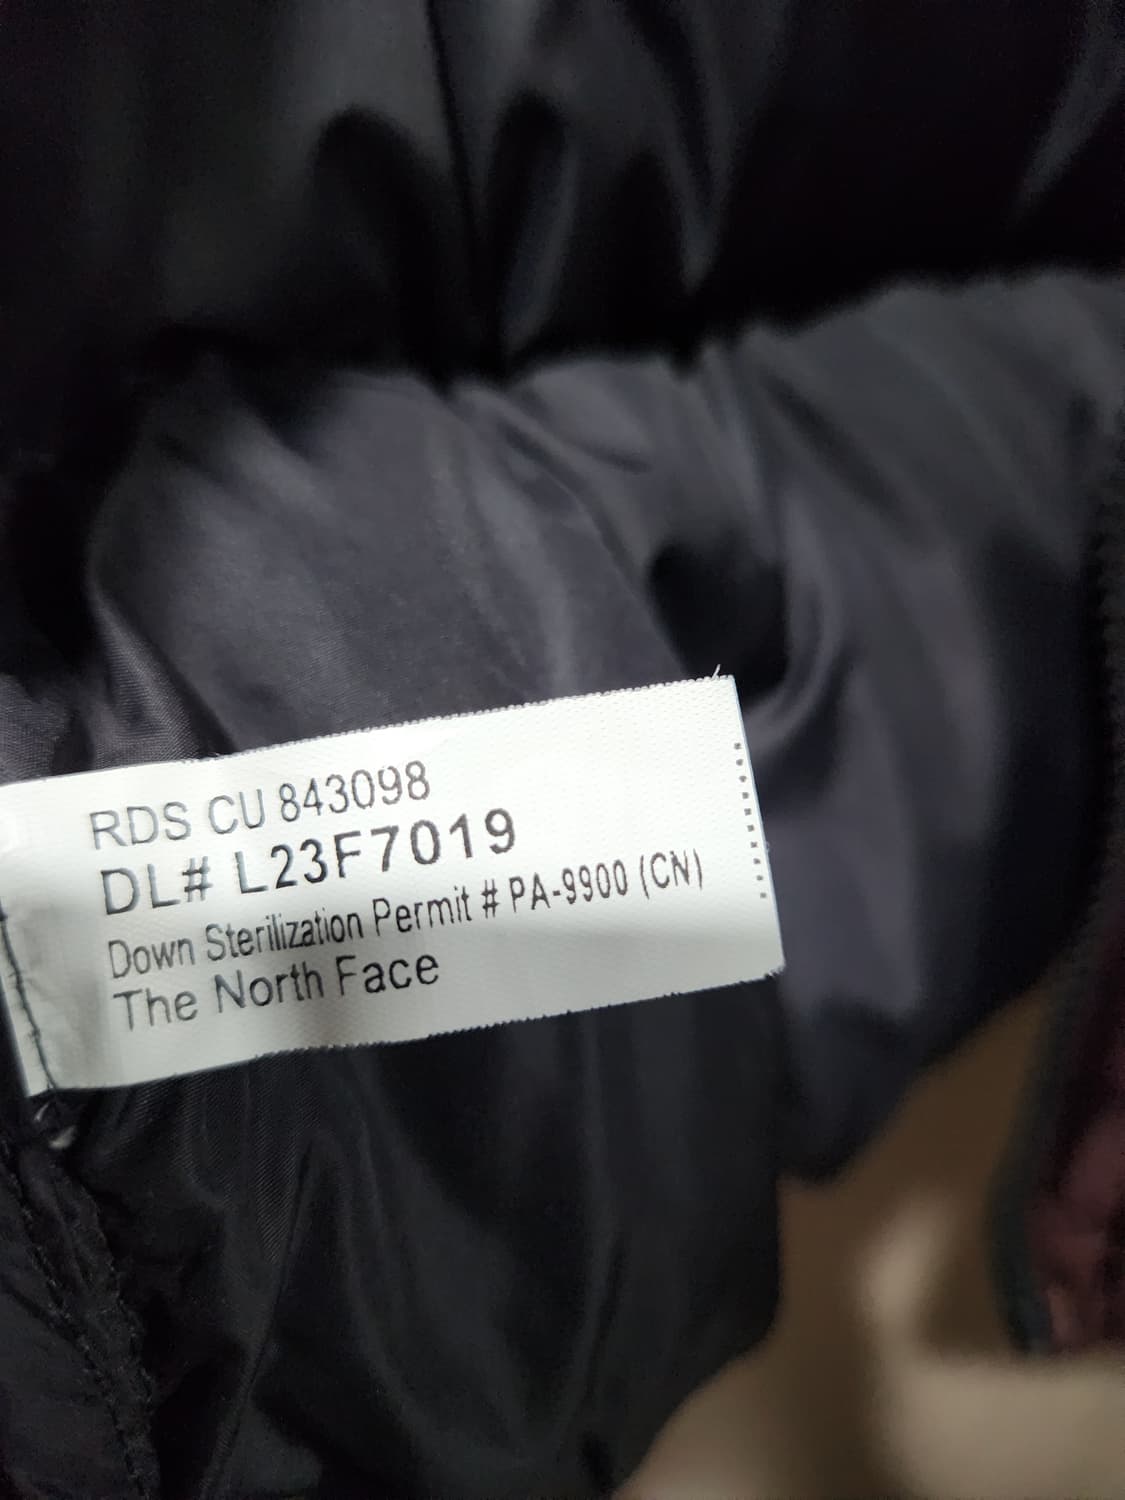 RDS CU 843098
DL# L23F7019
Down Sterilization Permit # PA-9900 (CN)
The North Face